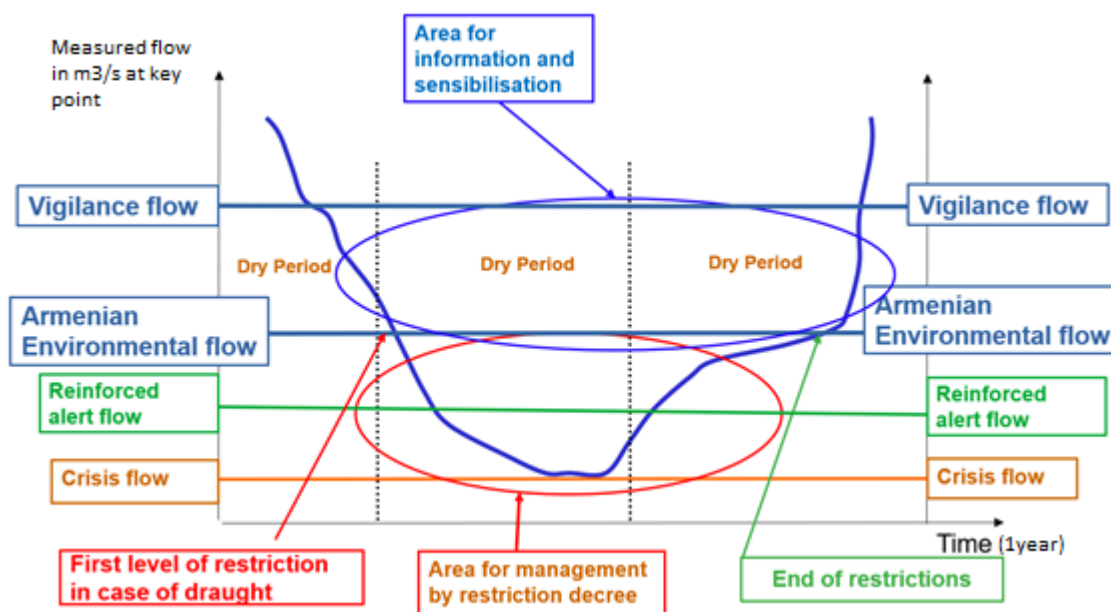 Measured flow
in m3/s at key
point
Area for
information and
sensibilisation
Vigilance flow
Vigilance flow
Dry Period
Dry Period
Dry Period
Armenian
Environmental flow
Armenian
Environmental flow
Reinforced
alert flow
Reinforced
alert flow
Crisis flow
Crisis flow
Time (1year)
First level of restriction
in case of draught
Area for management
by restriction decree
End of restrictions